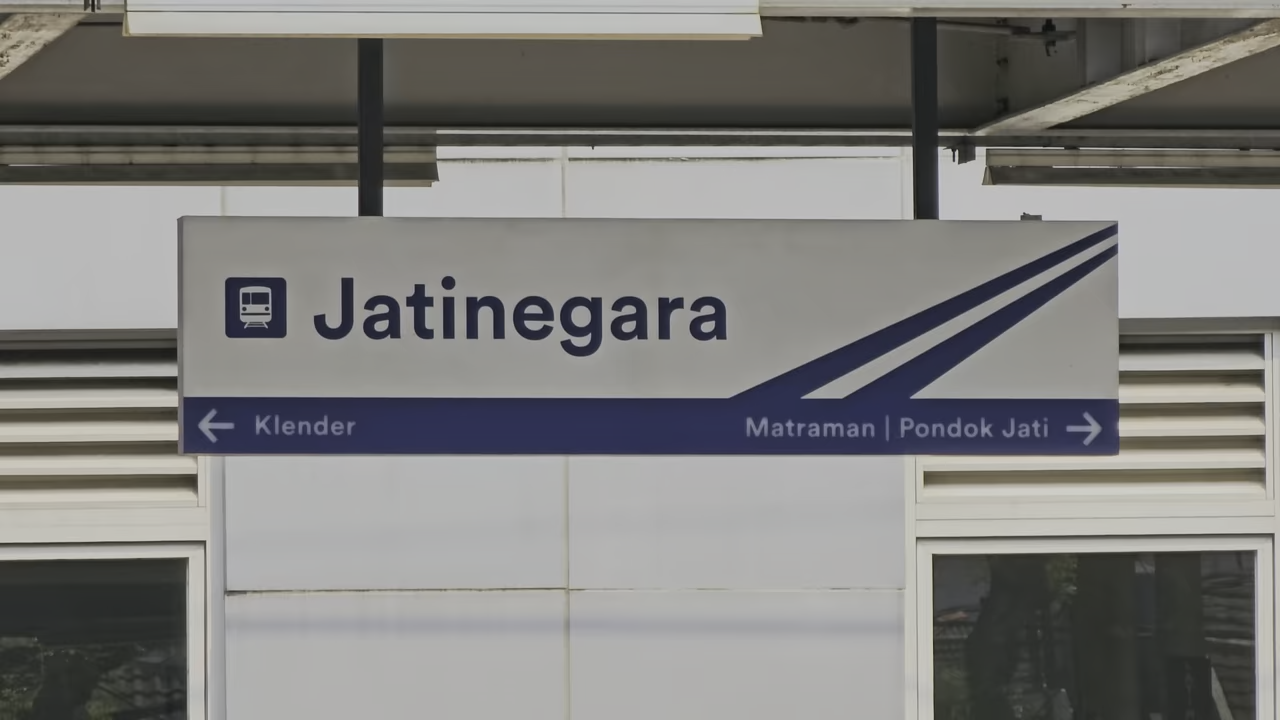 Jatinegara
← Klender
Matraman | Pondok Jati →